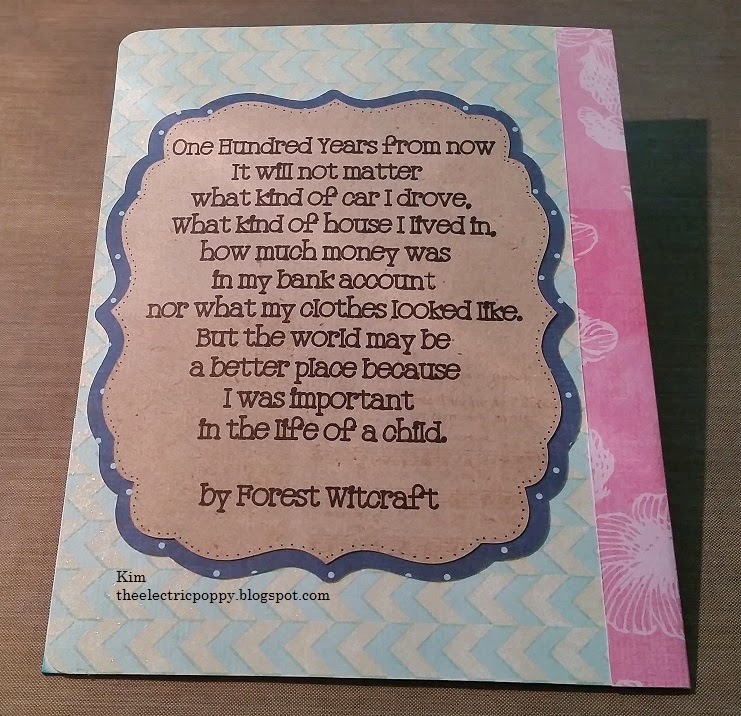 One Hundred Years from now
It will not matter
what kind of car I drove.
What kind of house I lived in,
how much money was
in my bank account
nor what my clothes looked like.
But the world may be
a better place because
I was important
in the life of a child.
by Forest Witcraft
Kim
theelectricpoppy.blogspot.com